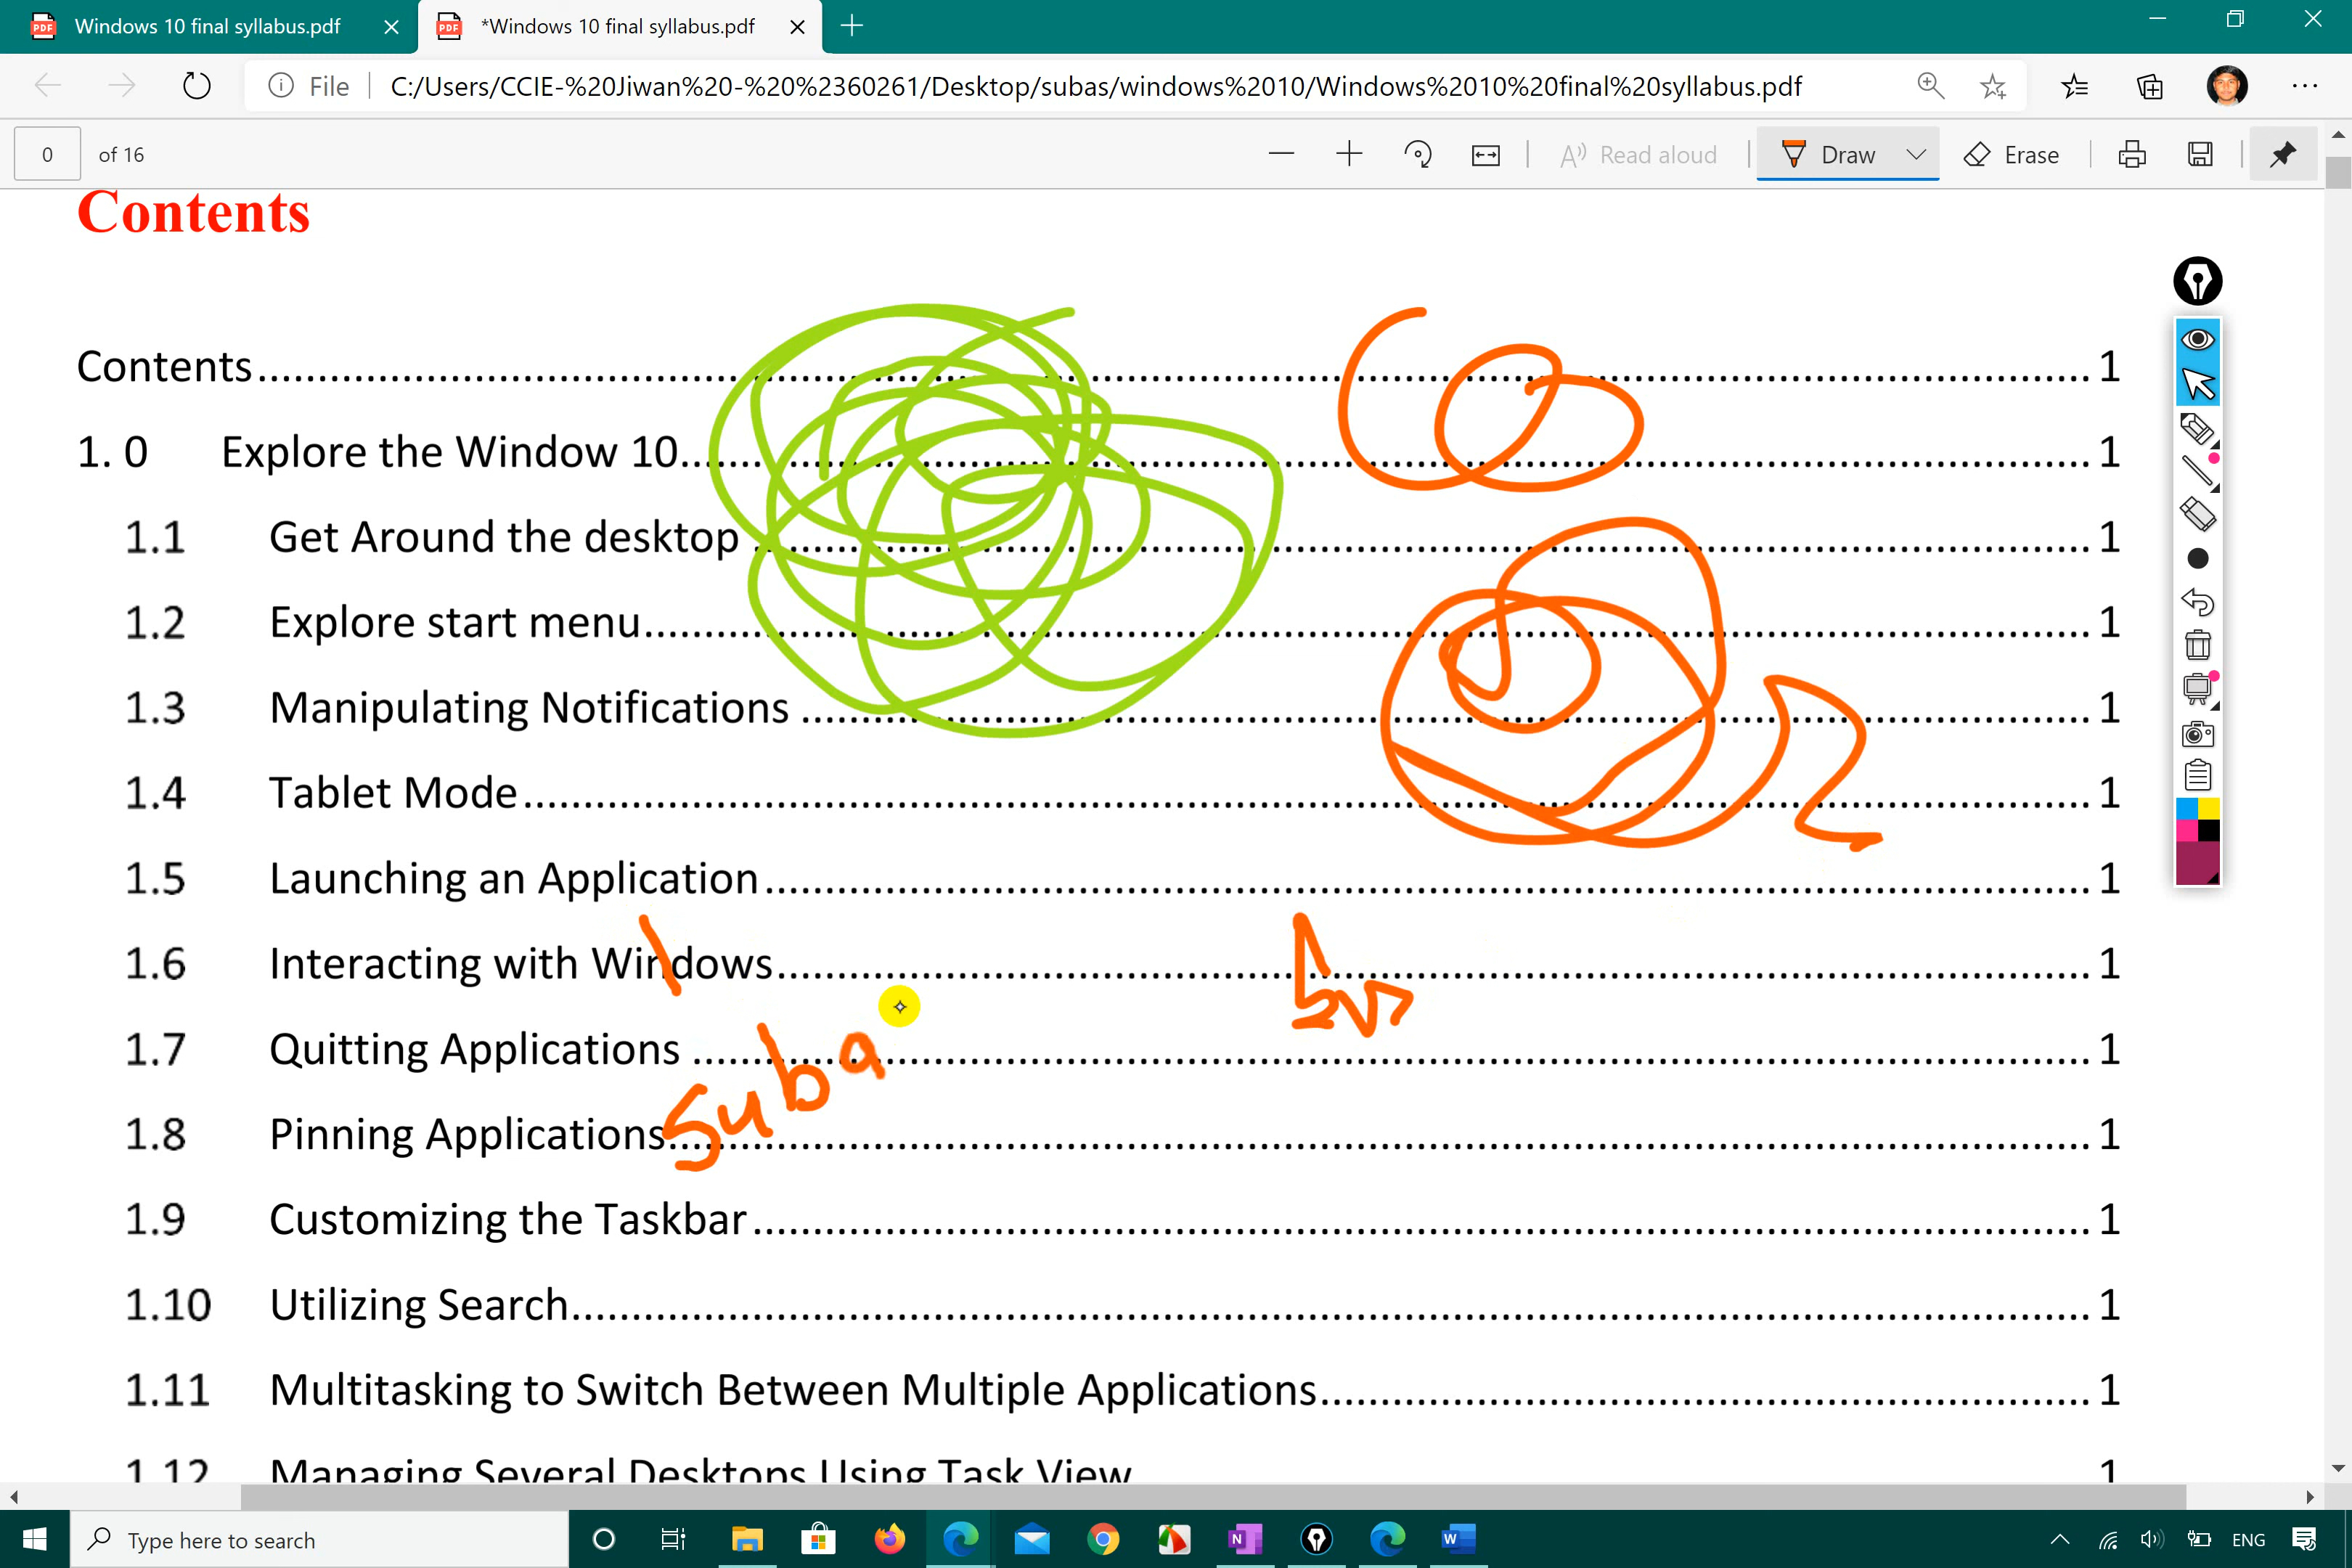 Windows 10 final syllabus.pdf *Windows 10 final syllabus.pdf
File C:/Users/CCIE-%20Jiwan%20-%20%2360261/Desktop/subas/windows%2010/Windows%2010%20final%20syllabus.pdf
0 of 16 Read aloud Draw Erase
Contents
Contents 1
1. 0 Explore the Window 10 1
1.1 Get Around the desktop 1
1.2 Explore start menu 1
1.3 Manipulating Notifications 1
1.4 Tablet Mode 1
1.5 Launching an Application 1
1.6 Interacting with Windows 1
1.7 Quitting Applications 1
Suba
1.8 Pinning Applications 1
1.9 Customizing the Taskbar 1
1.10 Utilizing Search 1
1.11 Multitasking to Switch Between Multiple Applications 1
1.12 Managing Several Desktops Using Task View 1
Type here to search ENG